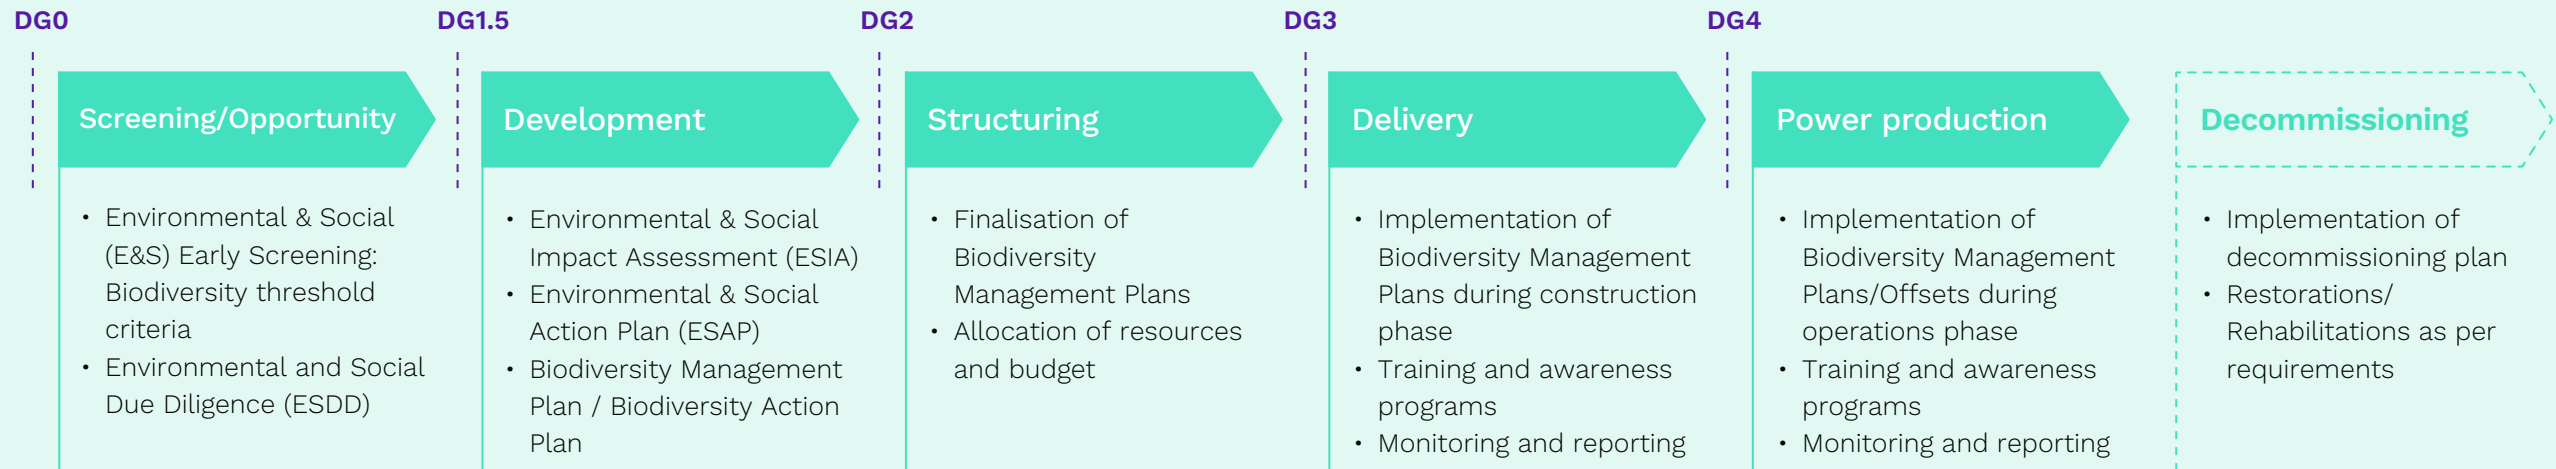 DG0
DG1.5
DG2
DG3
DG4
Screening/Opportunity
• Environmental & Social
(E&S) Early Screening:
Biodiversity threshold
criteria
• Environmental and Social
Due Diligence (ESDD)
Development
• Environmental & Social
Impact Assessment (ESIA)
• Environmental & Social
Action Plan (ESAP)
• Biodiversity Management
Plan / Biodiversity Action
Plan
Structuring
• Finalisation of
Biodiversity
Management Plans
• Allocation of resources
and budget
Delivery
• Implementation of
Biodiversity Management
Plans during construction
phase
• Training and awareness
programs
• Monitoring and reporting
Power production
• Implementation of
Biodiversity Management
Plans/Offsets during
operations phase
• Training and awareness
programs
• Monitoring and reporting
Decommissioning
• Implementation of
decommissioning plan
• Restorations/
Rehabilitations as per
requirements